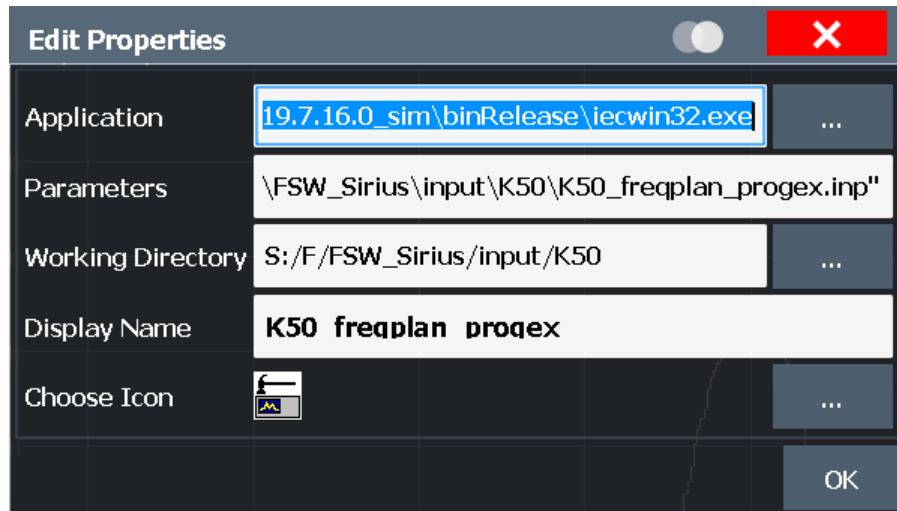 Edit Properties
Application 19.7.16.0_sim\binRelease\iecwin32.exe ...
Parameters \FSW_Sirius\input\K50\K50_freqplan_progex.inp"
Working Directory S:/F/FSW_Sirius/input/K50 ...
Display Name K50 freqplan progex
Choose Icon ...
OK